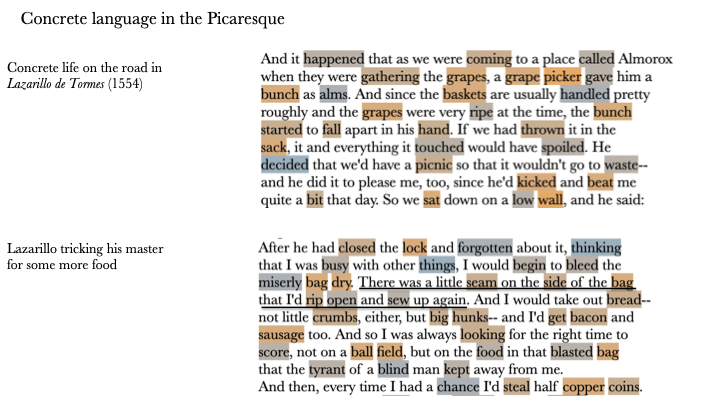 Concrete language in the Picaresque
Concrete life on the road in
Lazarillo de Tormes (1554)
And it happened that as we were coming to a place called Almorox
when they were gathering the grapes, a grape picker gave him a
bunch as alms. And since the baskets are usually handled pretty
roughly and the grapes were very ripe at the time, the bunch
started to fall apart in his hand. If we had thrown it in the
sack, it and everything it touched would have spoiled. He
decided that we'd have a picnic so that it wouldn't go to waste--
and he did it to please me, too, since he'd kicked and beat me
quite a bit that day. So we sat down on a low wall, and he said:
Lazarillo tricking his master
for some more food
After he had closed the lock and forgotten about it, thinking
that I was busy with other things, I would begin to bleed the
miserly bag dry. There was a little seam on the side of the bag
that I'd rip open and sew up again. And I would take out bread--
not little crumbs, either, but big hunks-- and I'd get bacon and
sausage too. And so I was always looking for the right time to
score, not on a ball field, but on the food in that blasted bag
that the tyrant of a blind man kept away from me.
And then, every time I had a chance I'd steal half copper coins.